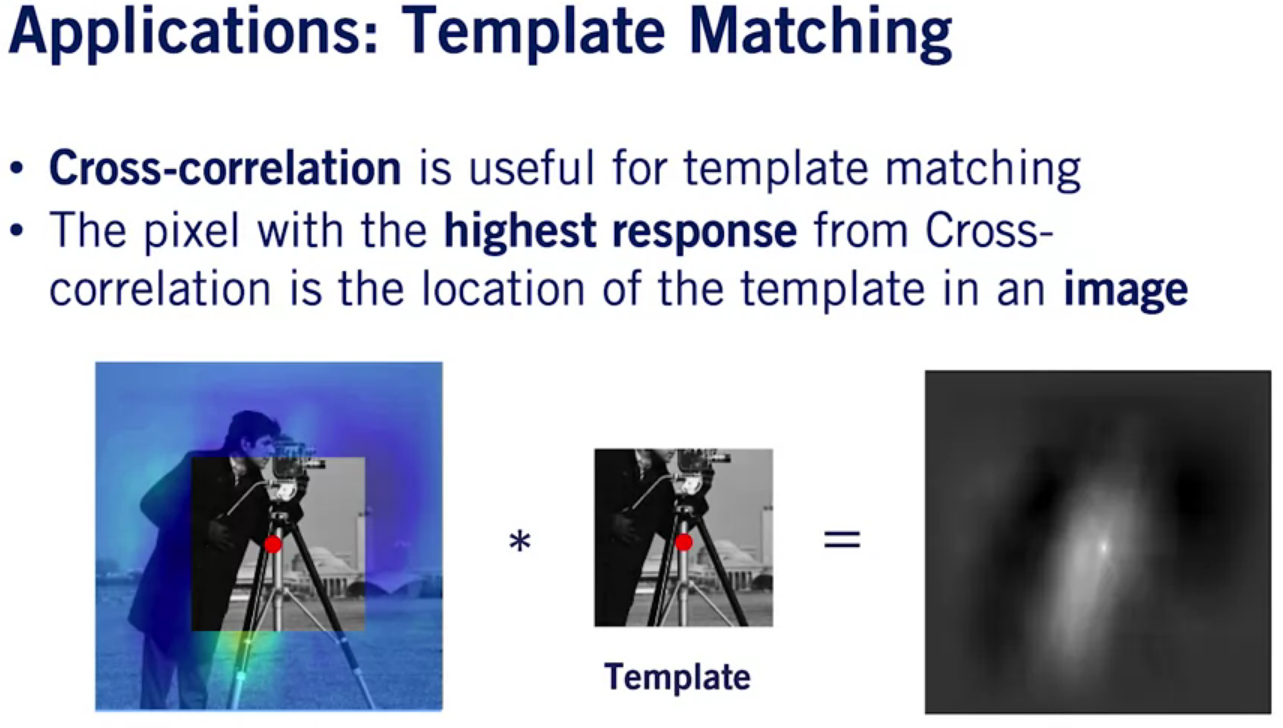 Applications: Template Matching
• Cross-correlation is useful for template matching
• The pixel with the highest response from Cross-
correlation is the location of the template in an image
* =
Template